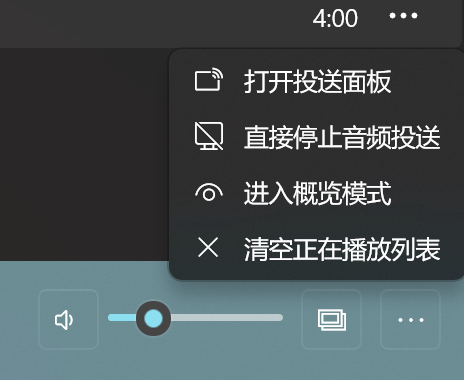 4:00
打开投送面板
直接停止音频投送
进入概览模式
清空正在播放列表